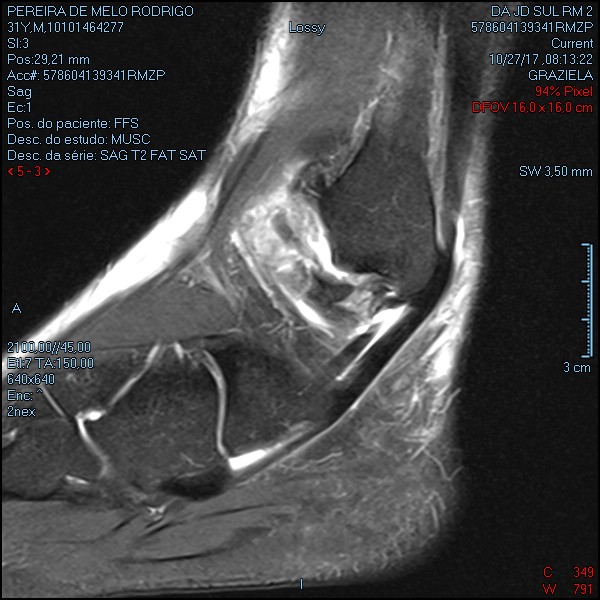 PEREIRA DE MELO RODRIGO
31Y,M,10101464277
Sl:3
Pos:29,21 mm
Acc#: 578604139341RMZP
Sag
Ec:1
Pos. do paciente: FFS
Desc. do estudo: MUSC
Desc. da série: SAG T2 FAT SAT
< 5 - 3 >
Lossy
DA JD SUL RM 2
578604139341RMZP
Current
10/27/17 ,08:13:22
GRAZIELA
94% Pixel
DFOV 16,0 x 16,0 cm
SW 3,50 mm
A
2100,00//45,00
Etl:7 TA:150.00
640x640
Enc: ^
2nex
3 cm
C 349
W 791